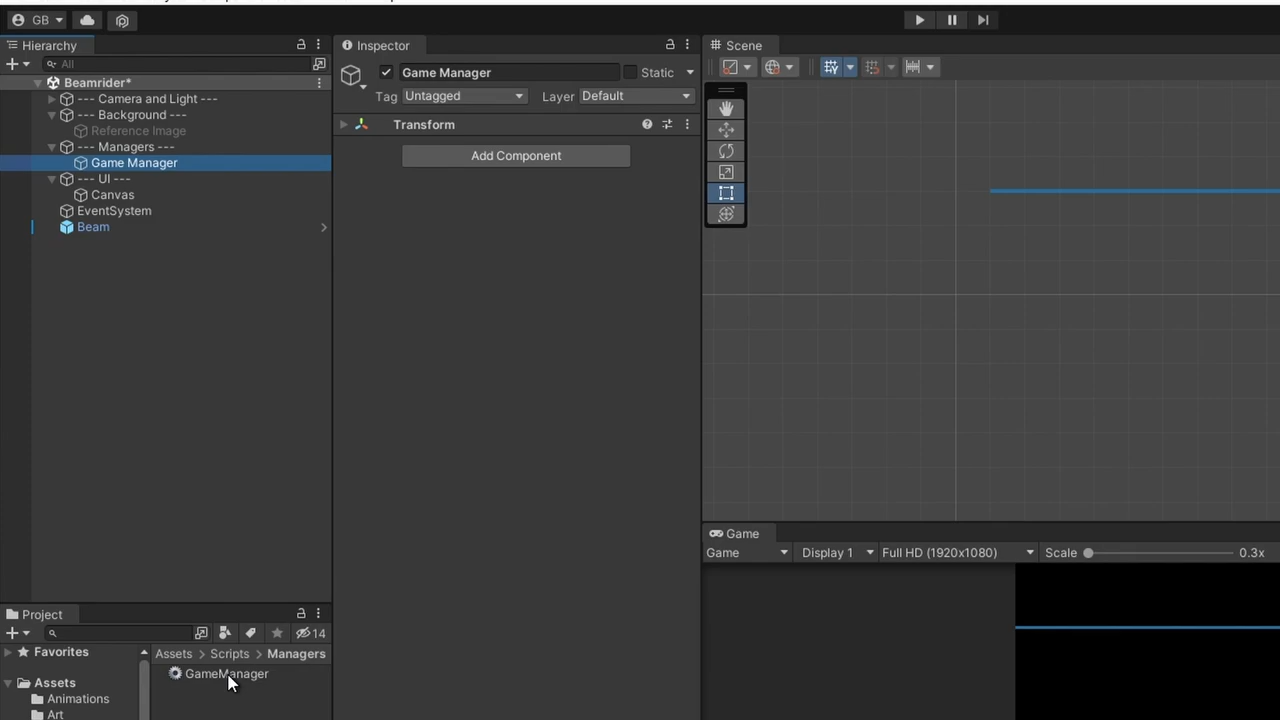 GB
Hierarchy
All
Beamrider*
--- Camera and Light ---
--- Background ---
Reference Image
--- Managers ---
Game Manager
--- UI ---
Canvas
EventSystem
Beam
Inspector
Game Manager
Static
Tag Untagged Layer Default
Transform
Add Component
Scene
Game
Game Display 1 Full HD (1920x1080) Scale 0.3x
Project
14
Favorites
Assets
Animations
Art
Assets > Scripts > Managers
GameManager